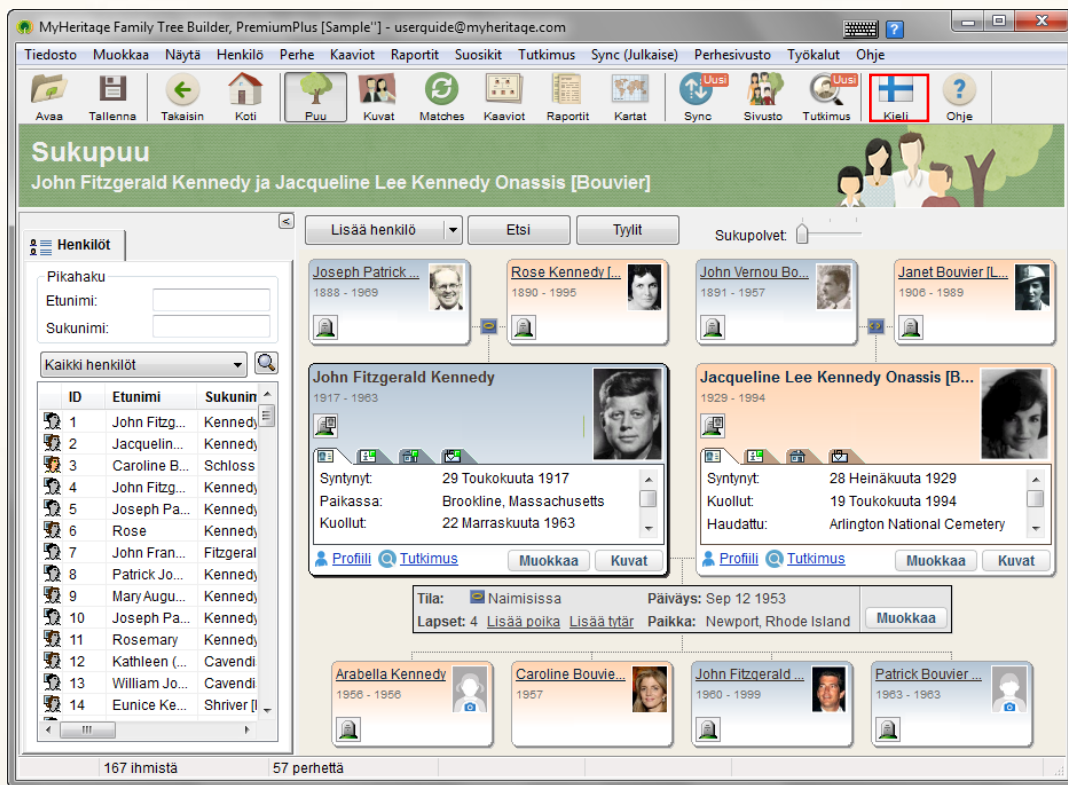 MyHeritage Family Tree Builder, PremiumPlus [Sample"] - userguide@myheritage.com
Tiedosto Muokkaa Näytä Henkilö Perhe Kaaviot Raportit Suosikit Tutkimus Sync (Julkaise) Perhesivusto Työkalut Ohje
Uusi Uusi
Avaa Tallenna Takaisin Koti Puu Kuvat Matches Kaaviot Raportit Kartat Sync Sivusto Tutkimus Kieli Ohje
Sukupuu
John Fitzgerald Kennedy ja Jacqueline Lee Kennedy Onassis [Bouvier]
Henkilöt
Pikahaku
Etunimi:
Sukunimi:
Kaikki henkilöt
ID Etunimi Sukunim
1 John Fitzg... Kennedy
2 Jacquelin... Kennedy
3 Caroline B... Schloss
4 John Fitzg... Kennedy
5 Joseph Pa... Kennedy
6 Rose Kennedy
7 John Fran... Fitzgeral
8 Patrick Jo... Kennedy
9 Mary Augu... Kennedy
10 Joseph Pa... Kennedy
11 Rosemary Kennedy
12 Kathleen (... Cavendi
13 William Jo... Cavendi
14 Eunice Ke... Shriver [
Lisää henkilö Etsi Tyylit Sukupolvet:
Joseph Patrick ...
1888 - 1969
Rose Kennedy [...
1890 - 1995
John Vernou Bo...
1891 - 1957
Janet Bouvier [L...
1906 - 1989
John Fitzgerald Kennedy
1917 - 1963
Syntynyt: 29 Toukokuuta 1917
Paikassa: Brookline, Massachusetts
Kuollut: 22 Marraskuuta 1963
Profiili Tutkimus Muokkaa Kuvat
Jacqueline Lee Kennedy Onassis [B...
1929 - 1994
Syntynyt: 28 Heinäkuuta 1929
Kuollut: 19 Toukokuuta 1994
Haudattu: Arlington National Cemetery
Profiili Tutkimus Muokkaa Kuvat
Tila: Naimisissa Päiväys: Sep 12 1953
Lapset: 4 Lisää poika Lisää tytär Paikka: Newport, Rhode Island Muokkaa
Arabella Kennedy
1956 - 1956
Caroline Bouvie...
1957
John Fitzgerald ...
1960 - 1999
Patrick Bouvier ...
1963 - 1963
167 ihmistä 57 perhettä